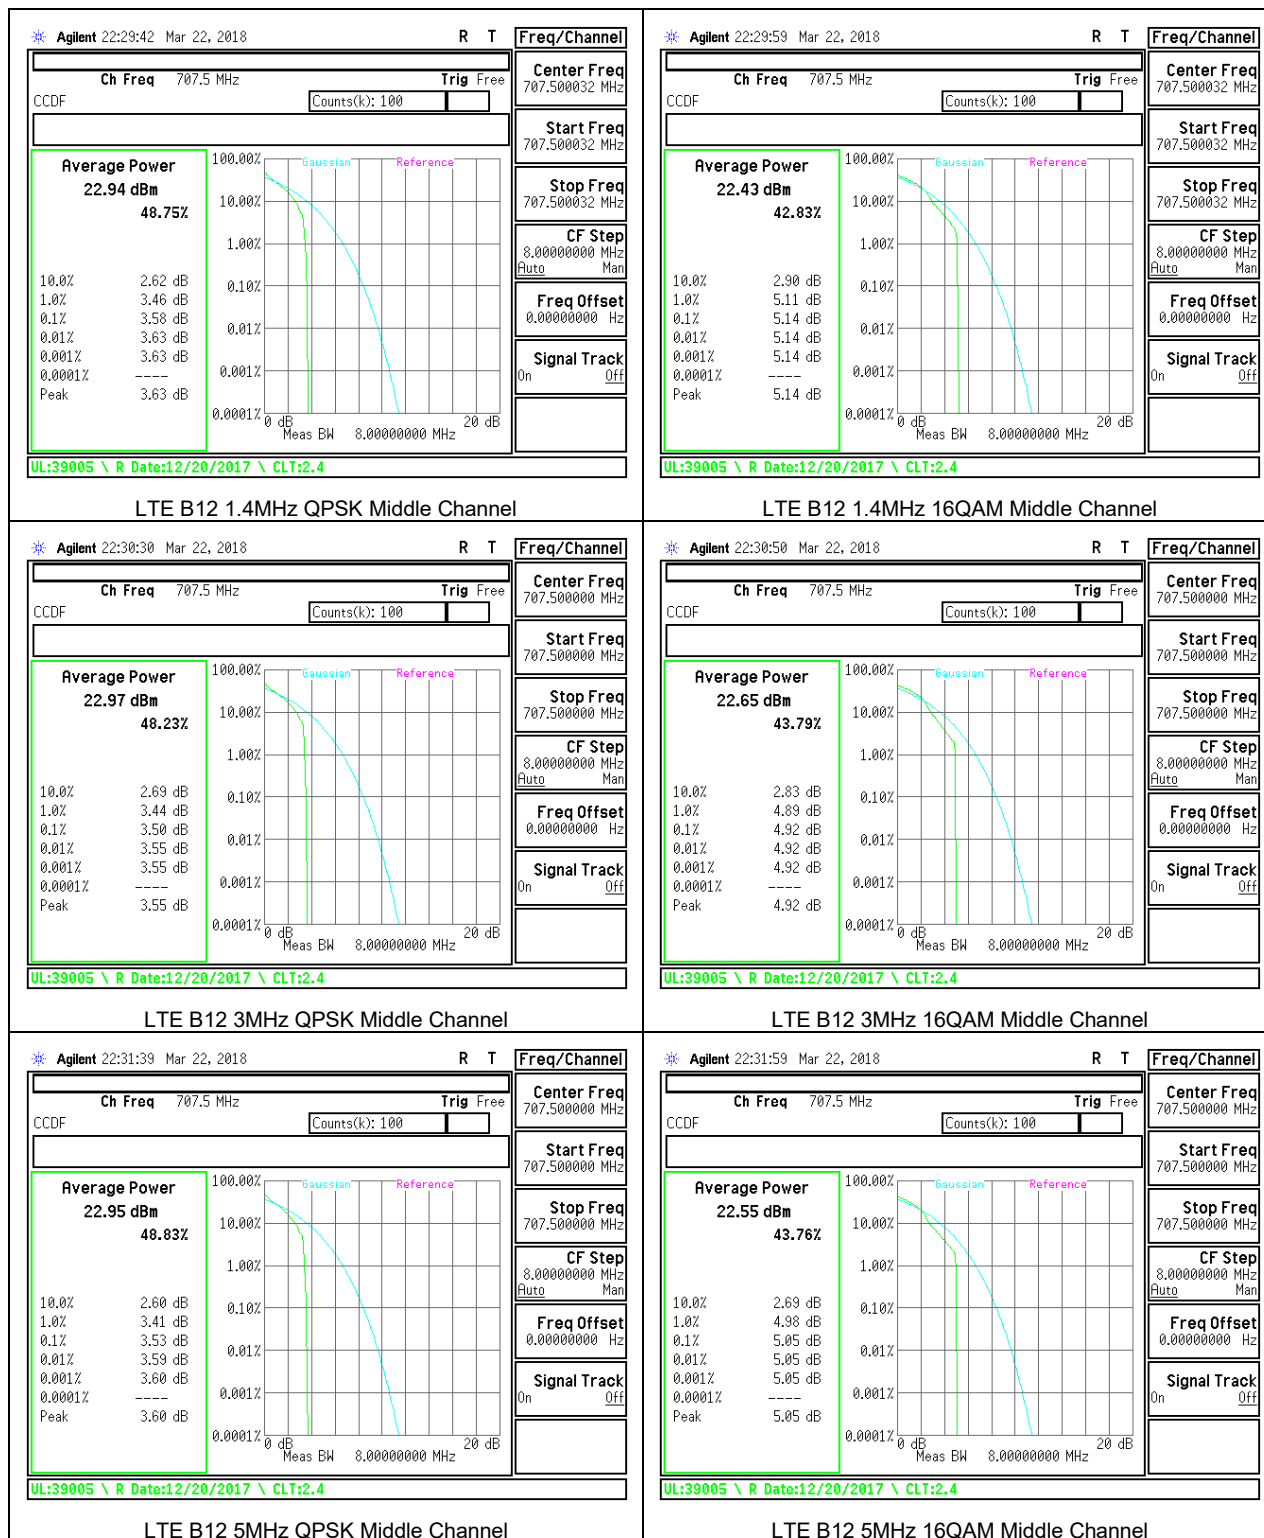 Agilent 22:29:42 Mar 22, 2018 R T Freq/Channel
Ch Freq 707.5 MHz Trig Free
CCDF Counts(k): 100
Center Freq
707.500032 MHz
Start Freq
707.500032 MHz
Stop Freq
707.500032 MHz
CF Step
8.00000000 MHz
Auto Man
Freq Offset
0.00000000 Hz
Signal Track
On Off
Average Power
22.94 dBm
48.75%
10.0% 2.62 dB
1.0% 3.46 dB
0.1% 3.58 dB
0.01% 3.63 dB
0.001% 3.63 dB
0.0001% ----
Peak 3.63 dB
Gaussian Reference
100.00%
10.00%
1.00%
0.10%
0.01%
0.001%
0.0001%
0 dB 20 dB
Meas BW 8.00000000 MHz
UL:39005 \ R Date:12/20/2017 \ CLT:2.4
LTE B12 1.4MHz QPSK Middle Channel
Agilent 22:29:59 Mar 22, 2018 R T Freq/Channel
Ch Freq 707.5 MHz Trig Free
CCDF Counts(k): 100
Center Freq
707.500032 MHz
Start Freq
707.500032 MHz
Stop Freq
707.500032 MHz
CF Step
8.00000000 MHz
Auto Man
Freq Offset
0.00000000 Hz
Signal Track
On Off
Average Power
22.43 dBm
42.83%
10.0% 2.90 dB
1.0% 5.11 dB
0.1% 5.14 dB
0.01% 5.14 dB
0.001% 5.14 dB
0.0001% ----
Peak 5.14 dB
Gaussian Reference
100.00%
10.00%
1.00%
0.10%
0.01%
0.001%
0.0001%
0 dB 20 dB
Meas BW 8.00000000 MHz
UL:39005 \ R Date:12/20/2017 \ CLT:2.4
LTE B12 1.4MHz 16QAM Middle Channel
Agilent 22:30:30 Mar 22, 2018 R T Freq/Channel
Ch Freq 707.5 MHz Trig Free
CCDF Counts(k): 100
Center Freq
707.500000 MHz
Start Freq
707.500000 MHz
Stop Freq
707.500000 MHz
CF Step
8.00000000 MHz
Auto Man
Freq Offset
0.00000000 Hz
Signal Track
On Off
Average Power
22.97 dBm
48.23%
10.0% 2.69 dB
1.0% 3.44 dB
0.1% 3.50 dB
0.01% 3.55 dB
0.001% 3.55 dB
0.0001% ----
Peak 3.55 dB
Gaussian Reference
100.00%
10.00%
1.00%
0.10%
0.01%
0.001%
0.0001%
0 dB 20 dB
Meas BW 8.00000000 MHz
UL:39005 \ R Date:12/20/2017 \ CLT:2.4
LTE B12 3MHz QPSK Middle Channel
Agilent 22:30:50 Mar 22, 2018 R T Freq/Channel
Ch Freq 707.5 MHz Trig Free
CCDF Counts(k): 100
Center Freq
707.500000 MHz
Start Freq
707.500000 MHz
Stop Freq
707.500000 MHz
CF Step
8.00000000 MHz
Auto Man
Freq Offset
0.00000000 Hz
Signal Track
On Off
Average Power
22.65 dBm
43.79%
10.0% 2.83 dB
1.0% 4.89 dB
0.1% 4.92 dB
0.01% 4.92 dB
0.001% 4.92 dB
0.0001% ----
Peak 4.92 dB
Gaussian Reference
100.00%
10.00%
1.00%
0.10%
0.01%
0.001%
0.0001%
0 dB 20 dB
Meas BW 8.00000000 MHz
UL:39005 \ R Date:12/20/2017 \ CLT:2.4
LTE B12 3MHz 16QAM Middle Channel
Agilent 22:31:39 Mar 22, 2018 R T Freq/Channel
Ch Freq 707.5 MHz Trig Free
CCDF Counts(k): 100
Center Freq
707.500000 MHz
Start Freq
707.500000 MHz
Stop Freq
707.500000 MHz
CF Step
8.00000000 MHz
Auto Man
Freq Offset
0.00000000 Hz
Signal Track
On Off
Average Power
22.95 dBm
48.83%
10.0% 2.60 dB
1.0% 3.41 dB
0.1% 3.53 dB
0.01% 3.59 dB
0.001% 3.60 dB
0.0001% ----
Peak 3.60 dB
Gaussian Reference
100.00%
10.00%
1.00%
0.10%
0.01%
0.001%
0.0001%
0 dB 20 dB
Meas BW 8.00000000 MHz
UL:39005 \ R Date:12/20/2017 \ CLT:2.4
LTE B12 5MHz QPSK Middle Channel
Agilent 22:31:59 Mar 22, 2018 R T Freq/Channel
Ch Freq 707.5 MHz Trig Free
CCDF Counts(k): 100
Center Freq
707.500000 MHz
Start Freq
707.500000 MHz
Stop Freq
707.500000 MHz
CF Step
8.00000000 MHz
Auto Man
Freq Offset
0.00000000 Hz
Signal Track
On Off
Average Power
22.55 dBm
43.76%
10.0% 2.69 dB
1.0% 4.98 dB
0.1% 5.05 dB
0.01% 5.05 dB
0.001% 5.05 dB
0.0001% ----
Peak 5.05 dB
Gaussian Reference
100.00%
10.00%
1.00%
0.10%
0.01%
0.001%
0.0001%
0 dB 20 dB
Meas BW 8.00000000 MHz
UL:39005 \ R Date:12/20/2017 \ CLT:2.4
LTE B12 5MHz 16QAM Middle Channel